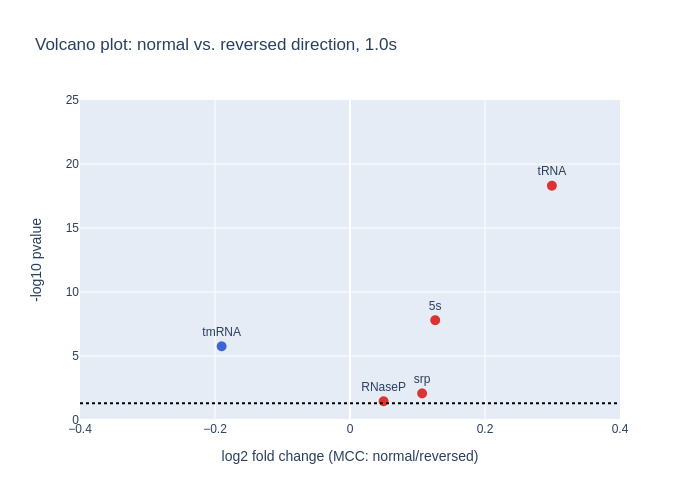 Volcano plot: normal vs. reversed direction, 1.0s
25
20
15
10
5
0
-log10 pvalue
tRNA
5s
tmRNA
RNaseP
srp
−0.4
−0.2
0
0.2
0.4
log2 fold change (MCC: normal/reversed)